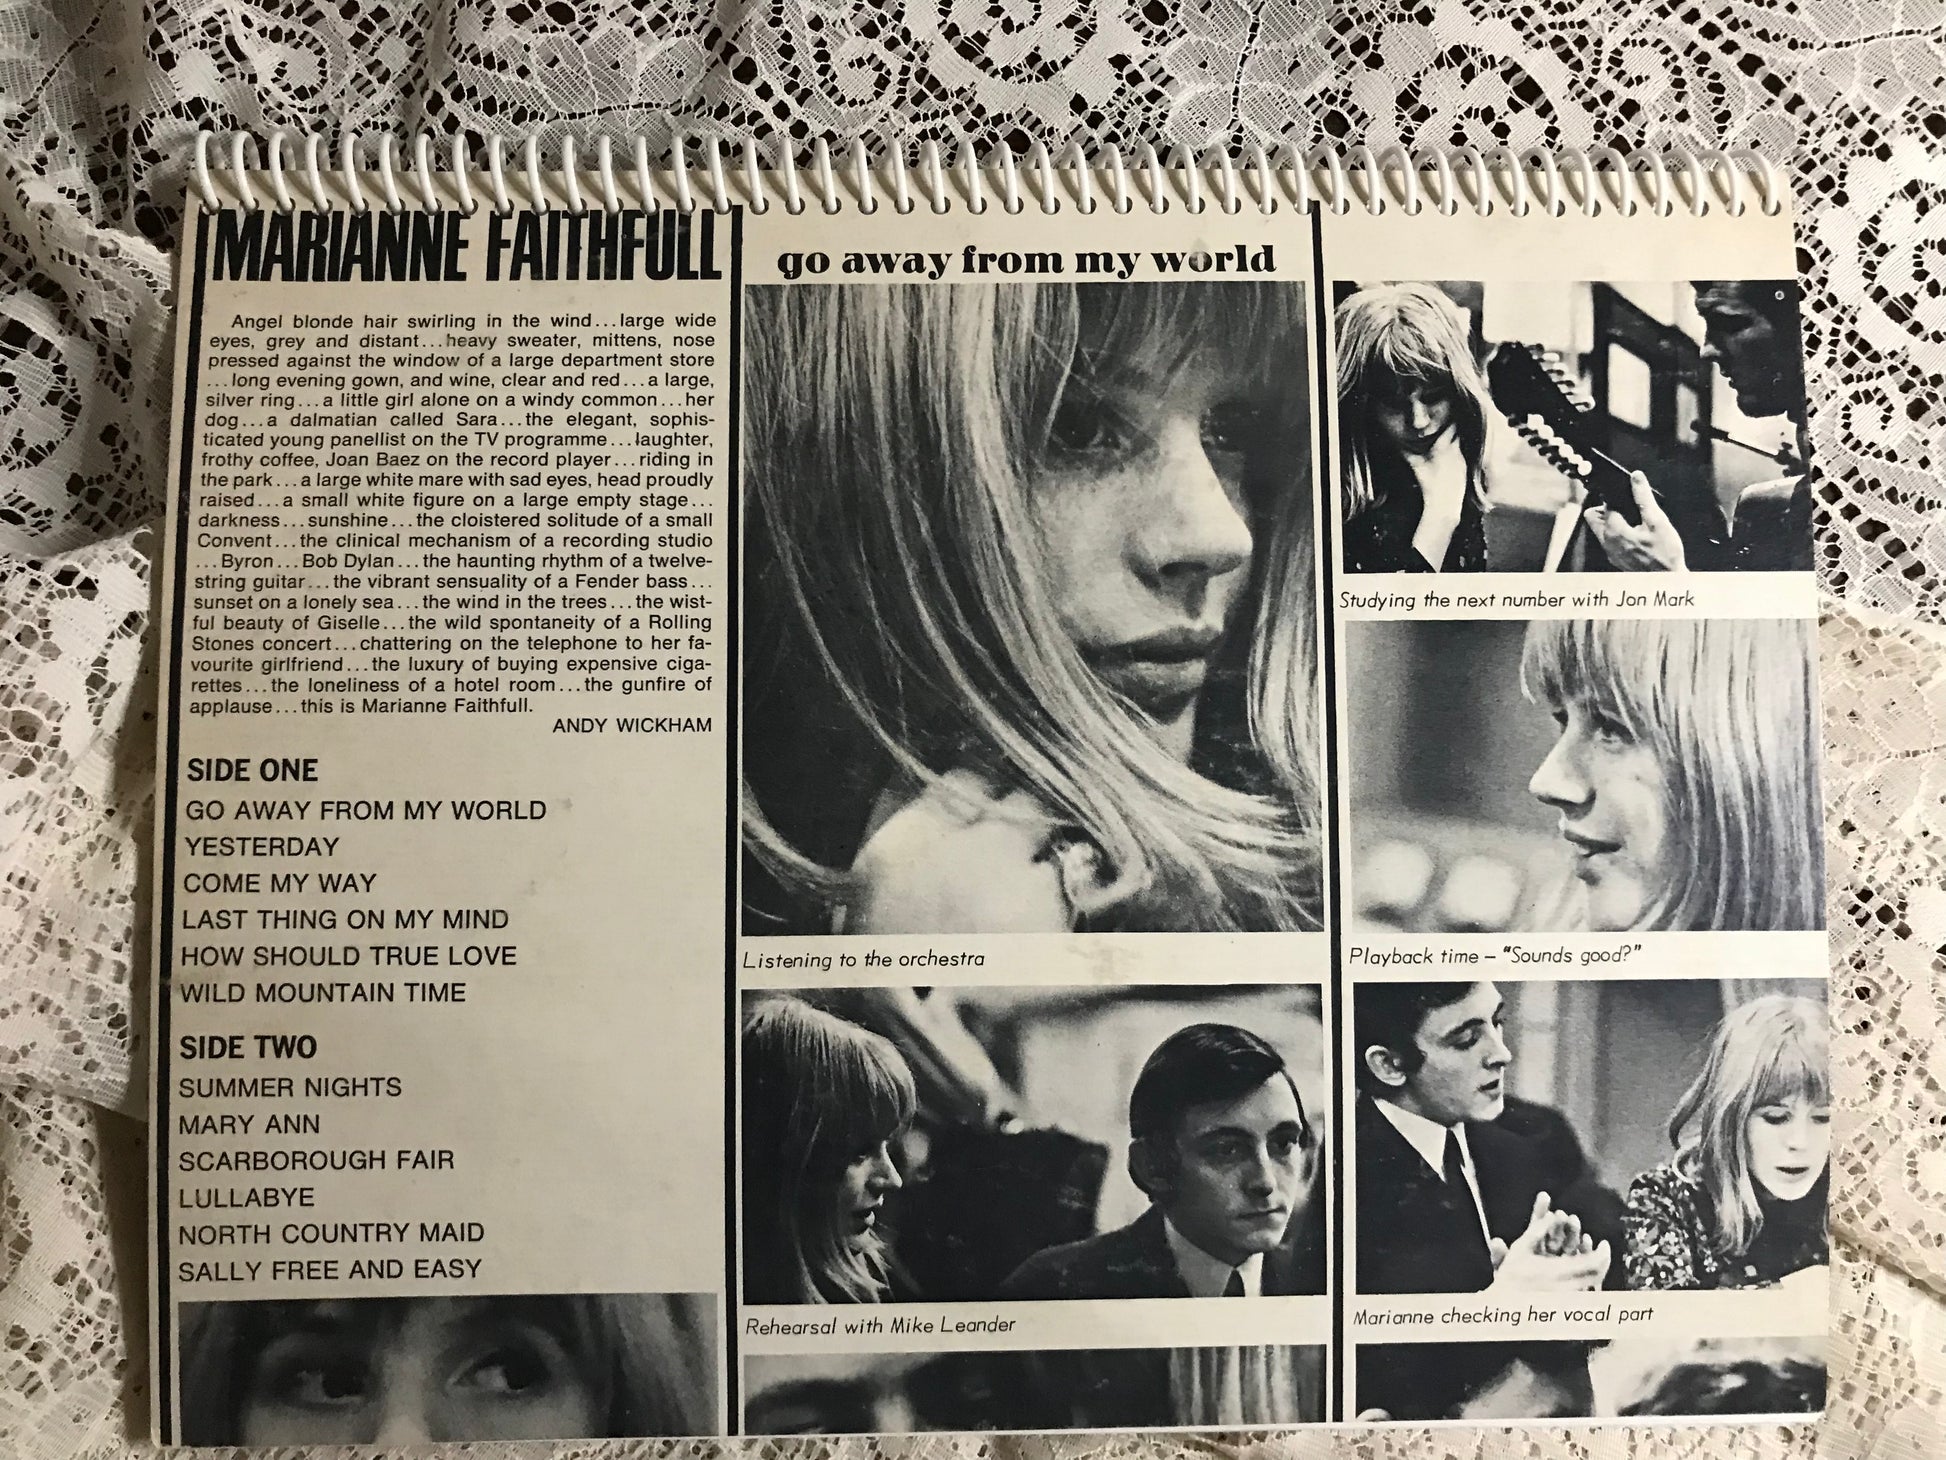 MARIANNE FAITHFULL
Angel blonde hair swirling in the wind...large wide
eyes, grey and distant...heavy sweater, mittens, nose
pressed against the window of a large department store
...long evening gown, and wine, clear and red...a large,
silver ring...a little girl alone on a windy common...her
dog...a dalmatian called Sara...the elegant, sophis-
ticated young panellist on the TV programme...laughter,
frothy coffee, Joan Baez on the record player...riding in
the park...a large white mare with sad eyes, head proudly
raised...a small white figure on a large empty stage...
darkness...sunshine...the cloistered solitude of a small
Convent...the clinical mechanism of a recording studio
...Byron...Bob Dylan...the haunting rhythm of a twelve-
string guitar...the vibrant sensuality of a Fender bass...
sunset on a lonely sea...the wind in the trees...the wist-
ful beauty of Giselle...the wild spontaneity of a Rolling
Stones concert...chattering on the telephone to her fa-
vourite girlfriend...the luxury of buying expensive ciga-
rettes...the loneliness of a hotel room...the gunfire of
applause...this is Marianne Faithfull.
ANDY WICKHAM
SIDE ONE
GO AWAY FROM MY WORLD
YESTERDAY
COME MY WAY
LAST THING ON MY MIND
HOW SHOULD TRUE LOVE
WILD MOUNTAIN TIME
SIDE TWO
SUMMER NIGHTS
MARY ANN
SCARBOROUGH FAIR
LULLABYE
NORTH COUNTRY MAID
SALLY FREE AND EASY
go away from my world
Listening to the orchestra
Rehearsal with Mike Leander
Studying the next number with Jon Mark
Playback time – "Sounds good?"
Marianne checking her vocal part